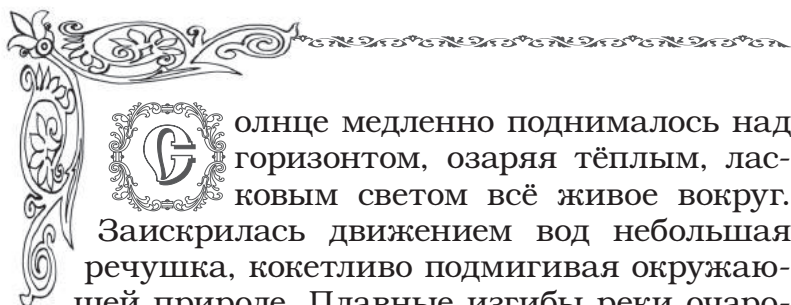 Солнце медленно поднималось над
горизонтом, озаряя тёплым, лас-
ковым светом всё живое вокруг.
Заискрилась движением вод небольшая
речушка, кокетливо подмигивая окружаю-
щей природе. Плавные изгибы реки очаро-